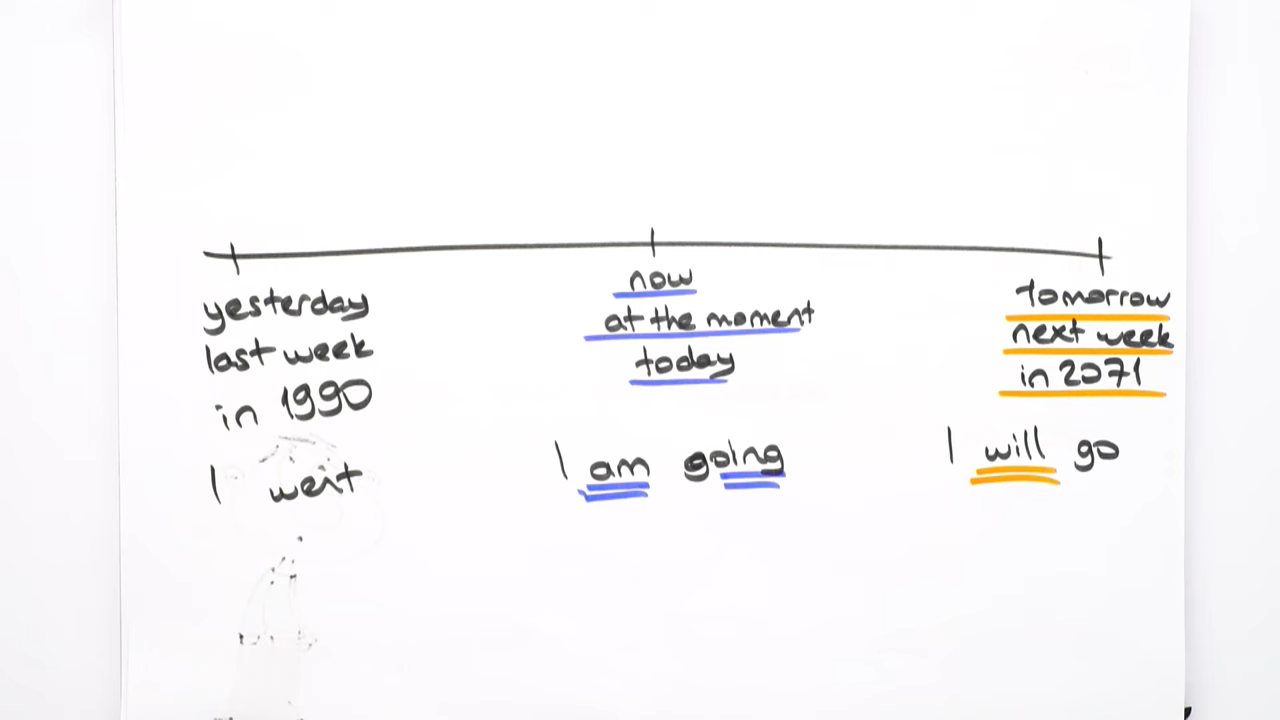 yesterday
last week
in 1990
I went
now
at the moment
today
I am going
tomorrow
next week
in 2071
I will go